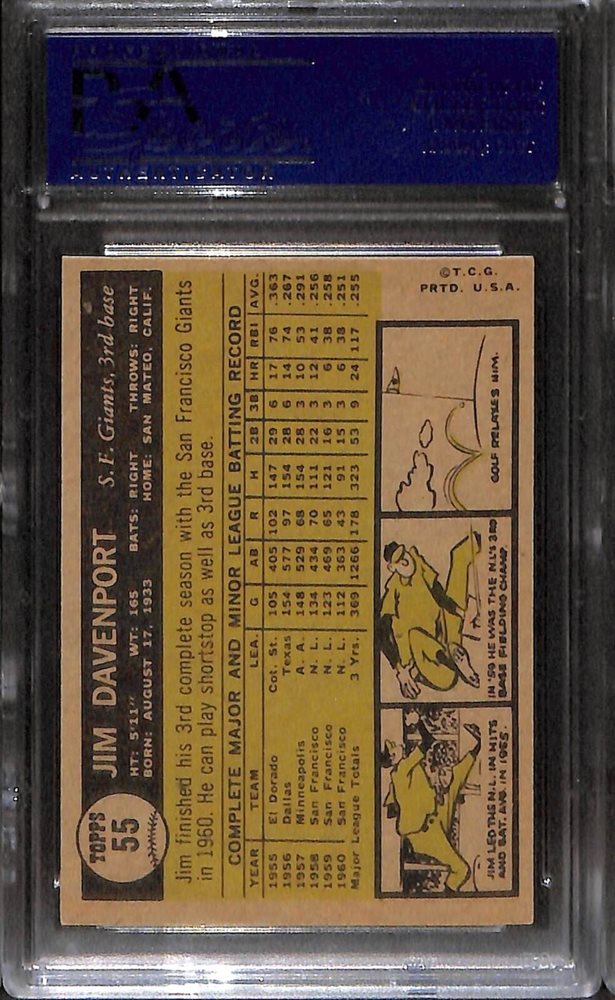 PSA
AUTHENTICATOR
TOPPS
55
JIM DAVENPORT
S. F. Giants, 3rd base
HT: 5'11" WT: 165 BATS: RIGHT THROWS: RIGHT
BORN: AUGUST 17, 1933 HOME: SAN MATEO, CALIF.
Jim finished his 3rd complete season with the San Francisco Giants
in 1960. He can play shortstop as well as 3rd base.
COMPLETE MAJOR AND MINOR LEAGUE BATTING RECORD
YEAR TEAM LEA. G AB R H 2B 3B HR RBI AVG.
1955 El Dorado Cot. St. 105 405 102 147 29 6 17 76 .363
1956 Dallas Texas 154 577 97 154 28 6 14 74 .267
1957 Minneapolis A. A. 148 529 68 154 28 3 10 53 .291
1958 San Francisco N. L. 134 434 70 111 22 3 12 41 .256
1959 San Francisco N. L. 123 469 65 121 16 3 6 38 .258
1960 San Francisco N. L. 112 363 43 91 15 3 6 38 .251
Major League Totals 3 Yrs. 369 1266 178 323 53 9 24 117 .255
JIM LED THE N.L. IN HITS
AND BAT. AVG. IN 1965.
IN '59 HE WAS THE N.L'S 3RD
BASE FIELDING CHAMP.
GOLF RELAXES HIM.
©T.C.G.
PRTD. U.S.A.